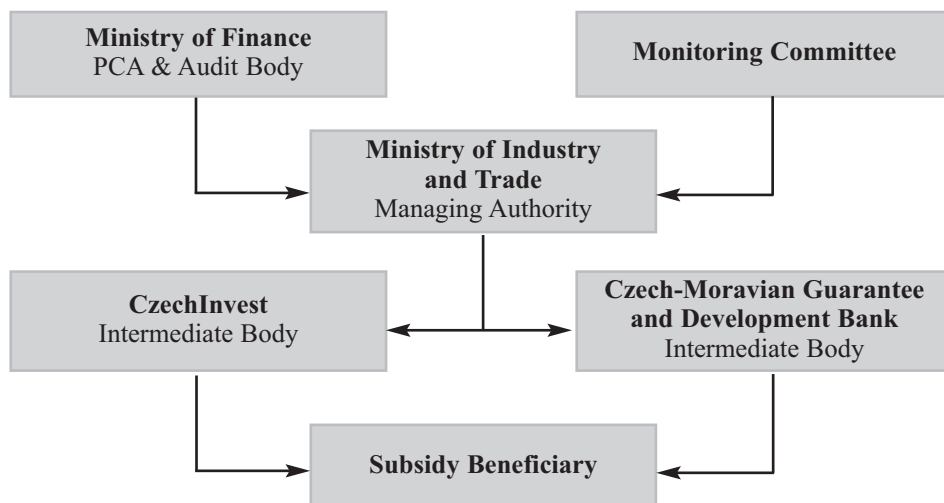 Ministry of Finance
PCA & Audit Body
Monitoring Committee
Ministry of Industry
and Trade
Managing Authority
CzechInvest
Intermediate Body
Czech-Moravian Guarantee
and Development Bank
Intermediate Body
Subsidy Beneficiary